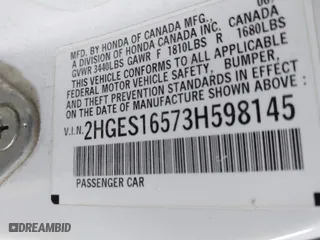 MFD. BY HONDA OF CANADA MFG.,
A DIVISION OF HONDA CANADA INC. CANADA
GVWR 3440LBS GAWR F 1810LBS R 1680LBS
THIS VEHICLE CONFORMS TO ALL APPLICABLE
FEDERAL MOTOR VEHICLE SAFETY, BUMPER,
AND THEFT PREVENTION STANDARDS IN EFFECT
ON THE DATE OF MANUFACTURE SHOWN ABOVE.
V.I.N. 2HGES16573H598145
PASSENGER CAR
DREAMBID